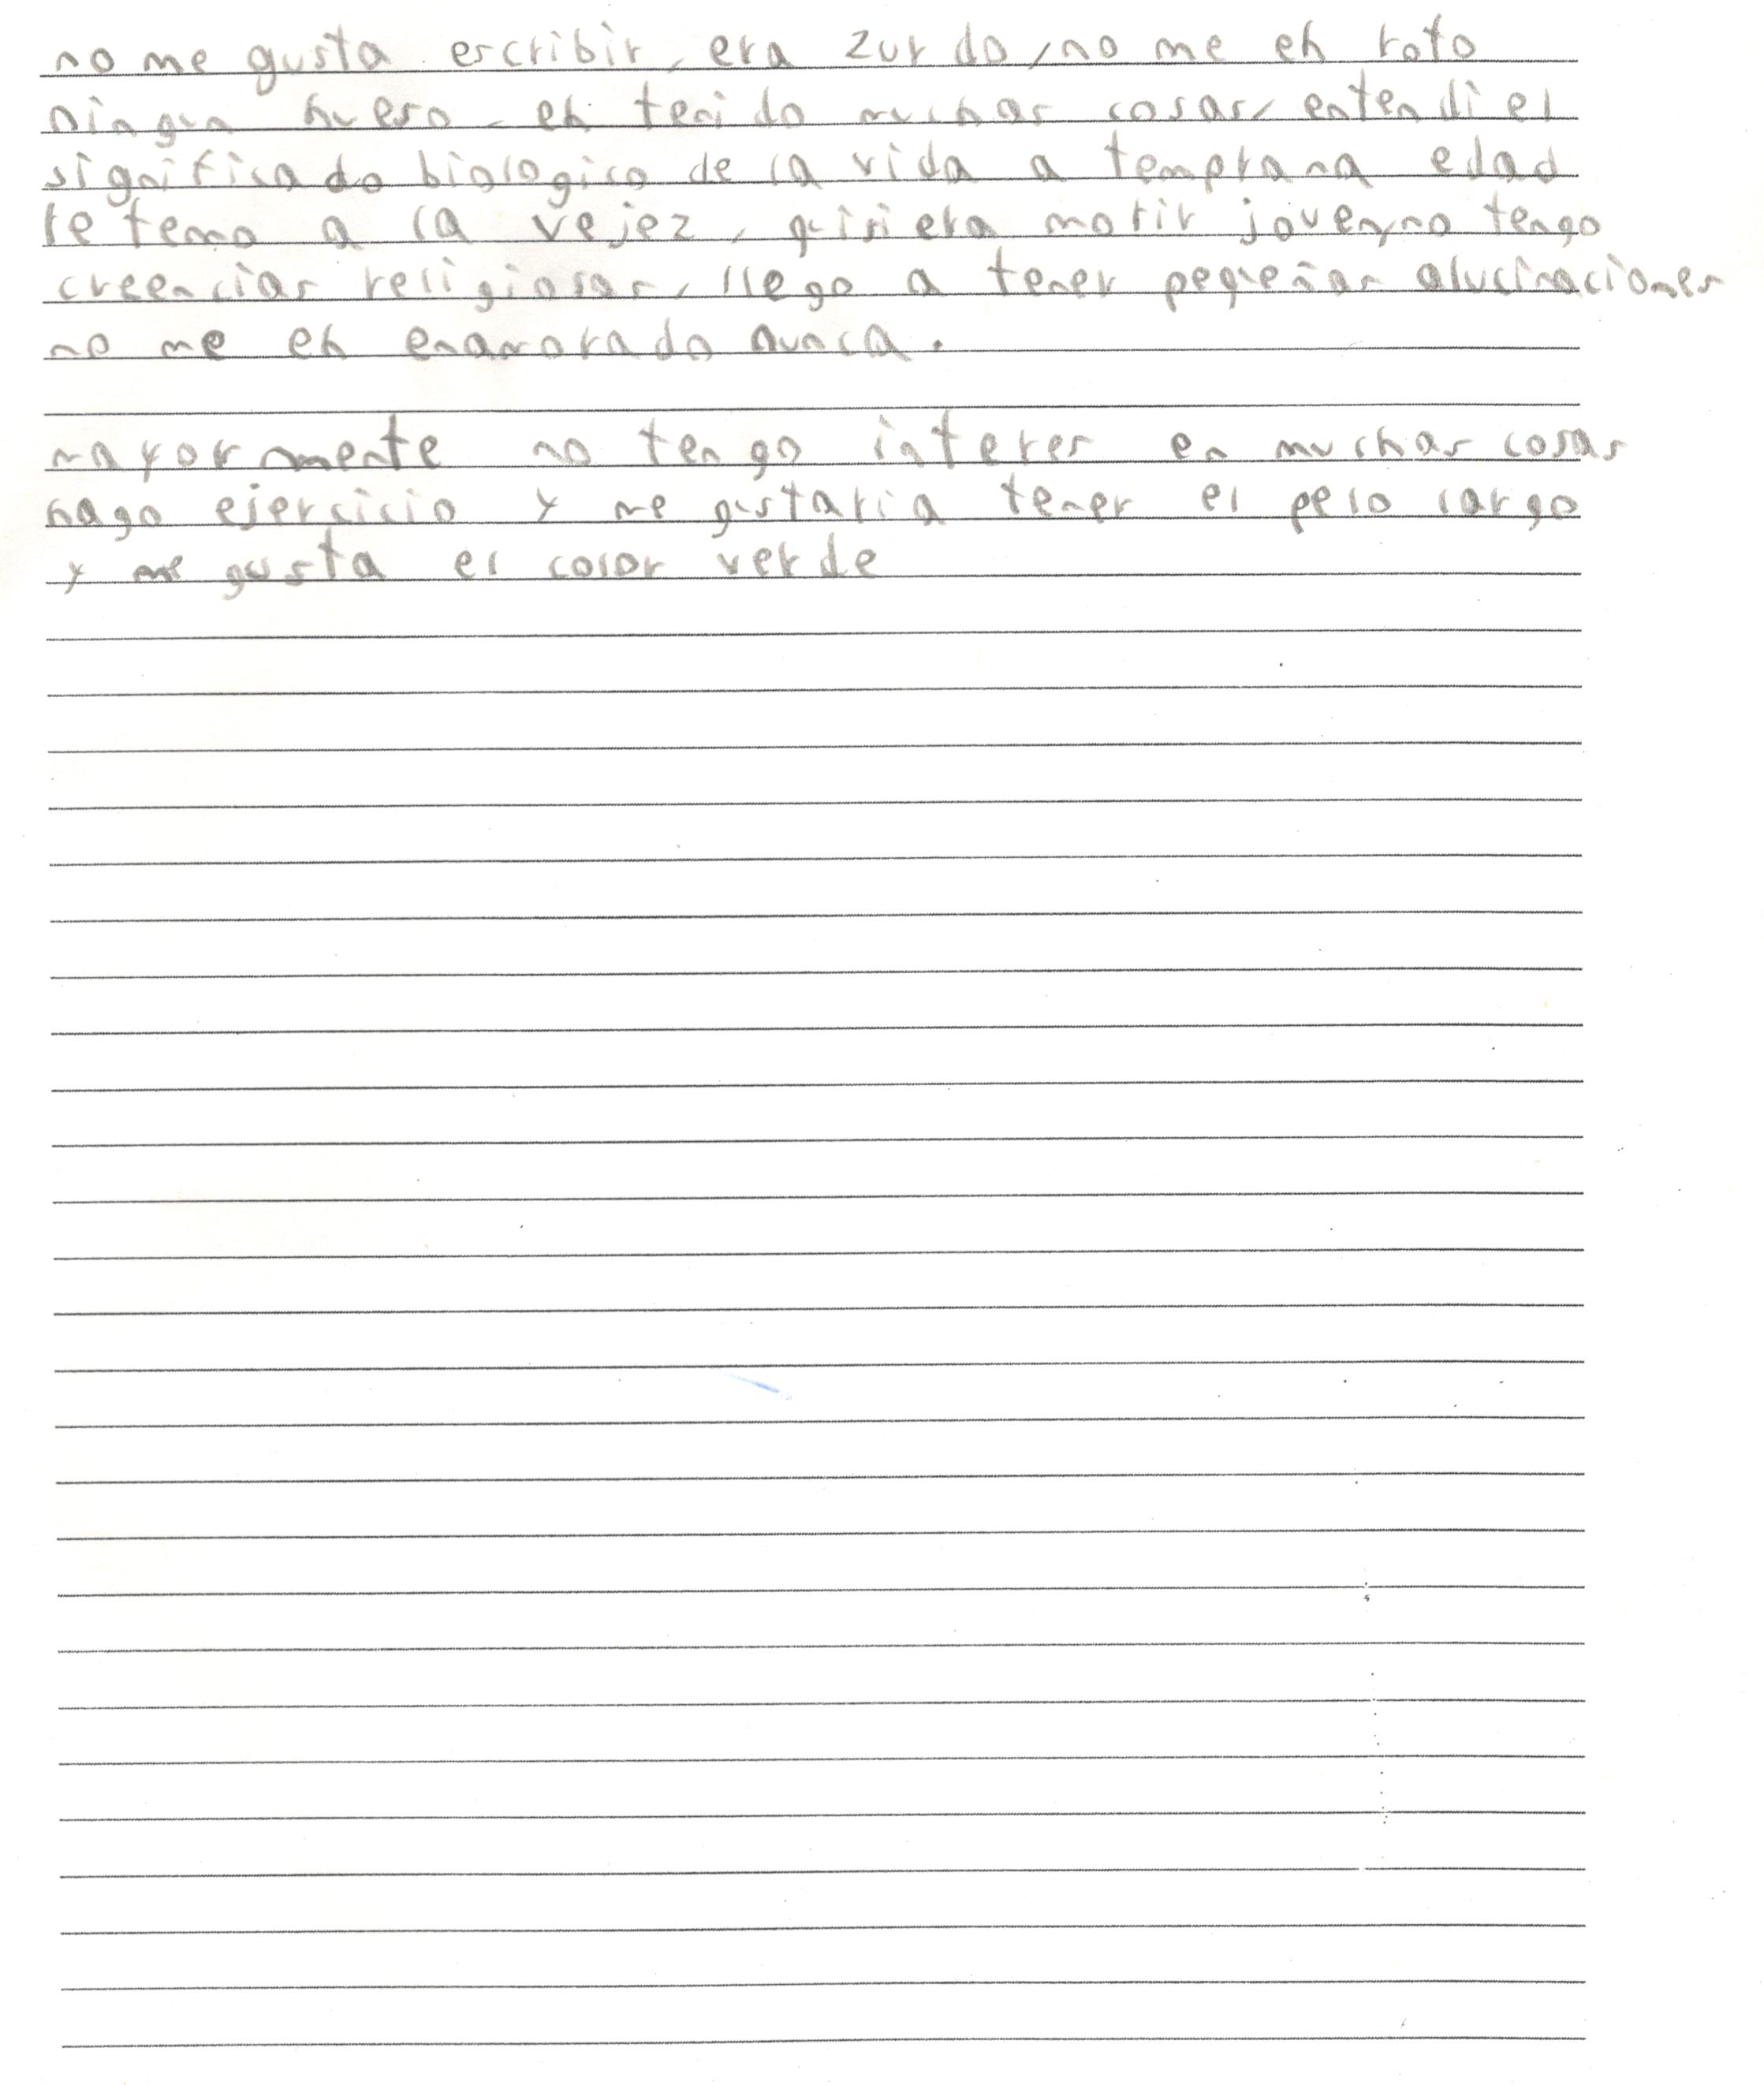 no me gusta escribir, era zurdo, no me eh roto
ningun hueso, eh tenido muchas cosas, entendi el
significado biologico de la vida a temprana edad
le temo a la vejez, quisiera morir joven, no tengo
creencias religiosas, llego a tener pequeñas alucinaciones
no me eh enamorado nunca.
mayormente no tengo interes en muchas cosas
hago ejercicio y me gustaria tener el pelo largo
y me gusta el color verde